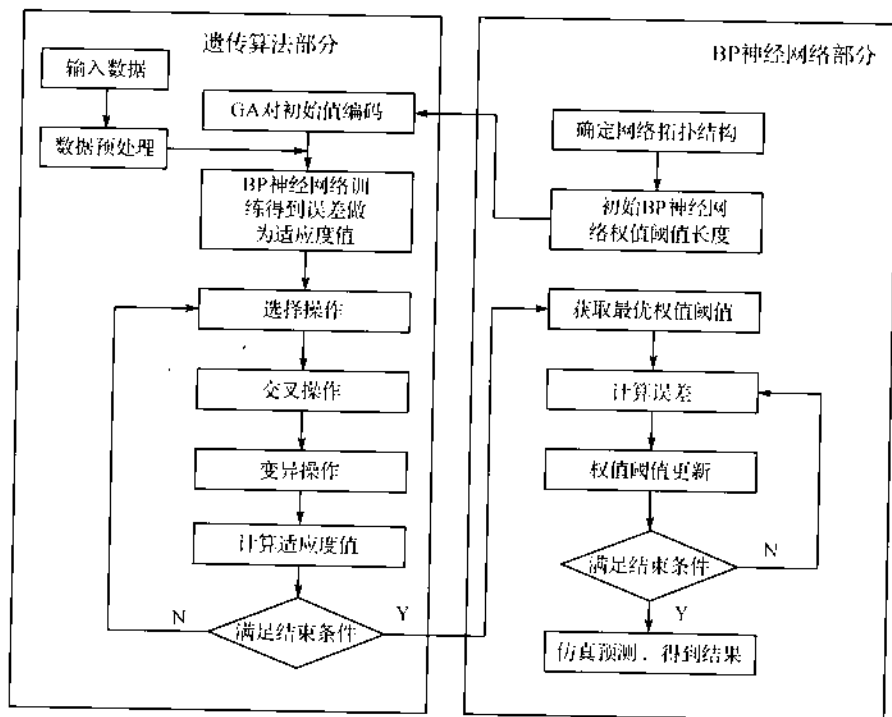 遗传算法部分
输入数据
GA对初始值编码
数据预处理
BP神经网络训
练得到误差做
为适应度值
选择操作
交叉操作
变异操作
计算适应度值
满足结束条件
N
Y
BP神经网络部分
确定网络拓扑结构
初始BP神经网
络权值阈值长度
获取最优权值阈值
计算误差
权值阈值更新
满足结束条件
N
Y
仿真预测，得到结果